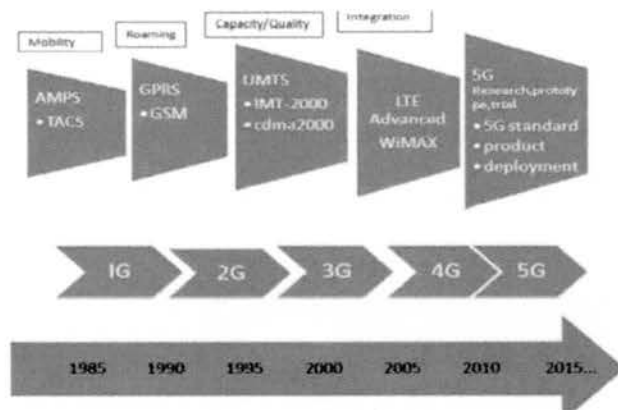 Mobility
Roaming
Capacity/Quality
Integration
AMPS
• TACS
GPRS
• GSM
UMTS
• IMT-2000
• cdma2000
LTE
Advanced
WiMAX
5G
Research,prototy
pe,trial
• 5G standard
• product
• deployment
1G
2G
3G
4G
5G
1985 1990 1995 2000 2005 2010 2015...